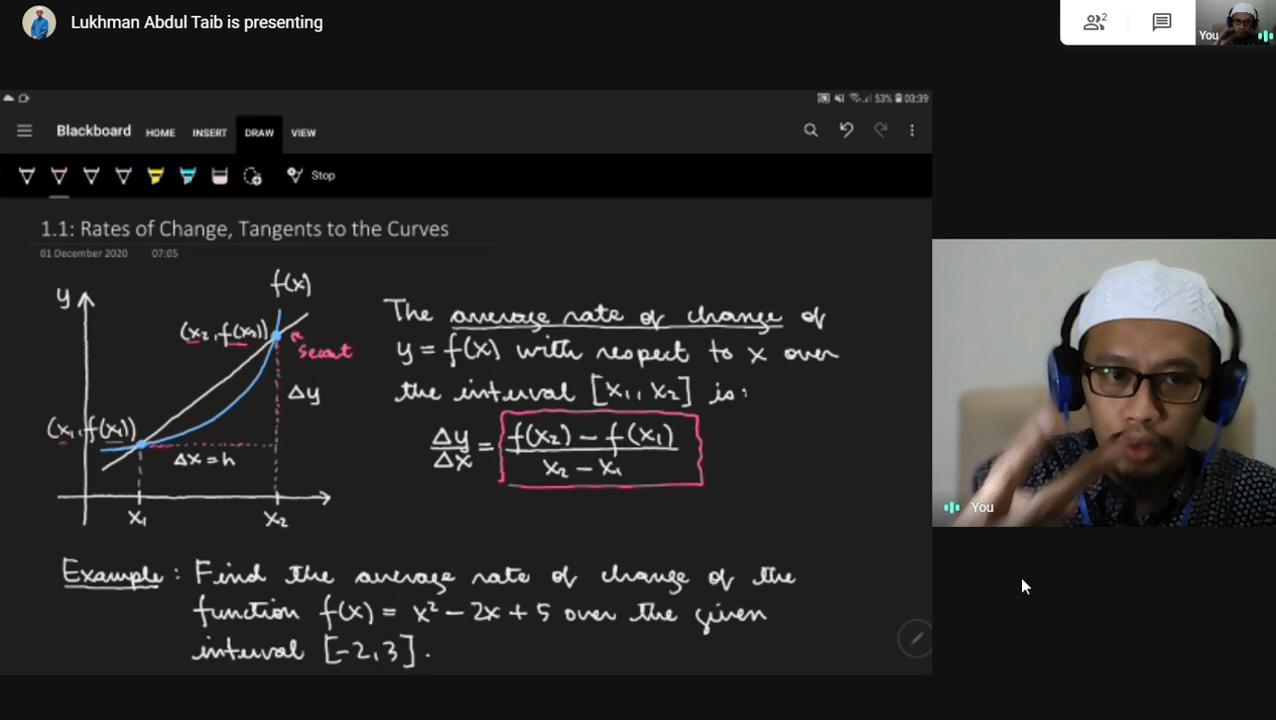 Lukhman Abdul Taib is presenting
2
You
53% 03:39
Blackboard HOME INSERT DRAW VIEW
Stop
1.1: Rates of Change, Tangents to the Curves
01 December 2020 07:05
y
f(x)
(x₂, f(x₂))
Secant
Δy
(x₁, f(x₁))
Δx = h
x₁ x₂
The average rate of change of
y = f(x) with respect to x over
the interval [x₁, x₂] is:
Δy/Δx = (f(x₂) – f(x₁))/(x₂ – x₁)
Example: Find the average rate of change of the
function f(x) = x² – 2x + 5 over the given
interval [-2, 3].
You